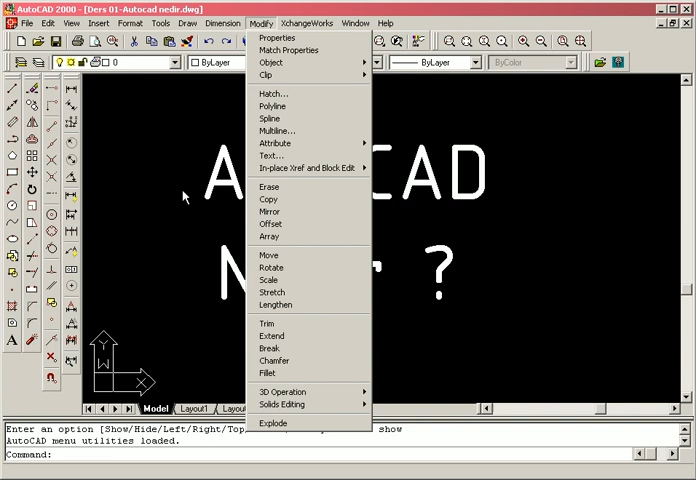 AutoCAD 2000 - [Ders 01-Autocad nedir.dwg]
File Edit View Insert Format Tools Draw Dimension Modify XchangeWorks Window Help
0 ByLayer ByLayer ByColor
Properties
Match Properties
Object
Clip
Hatch...
Polyline
Spline
Multiline...
Attribute
Text...
In-place Xref and Block Edit
Erase
Copy
Mirror
Offset
Array
Move
Rotate
Scale
Stretch
Lengthen
Trim
Extend
Break
Chamfer
Fillet
3D Operation
Solids Editing
Explode
A CAD
N r ?
Y
W
X
A
Model Layout1 Layou
Enter an option [Show/Hide/Left/Right/Top show
AutoCAD menu utilities loaded.
Command: